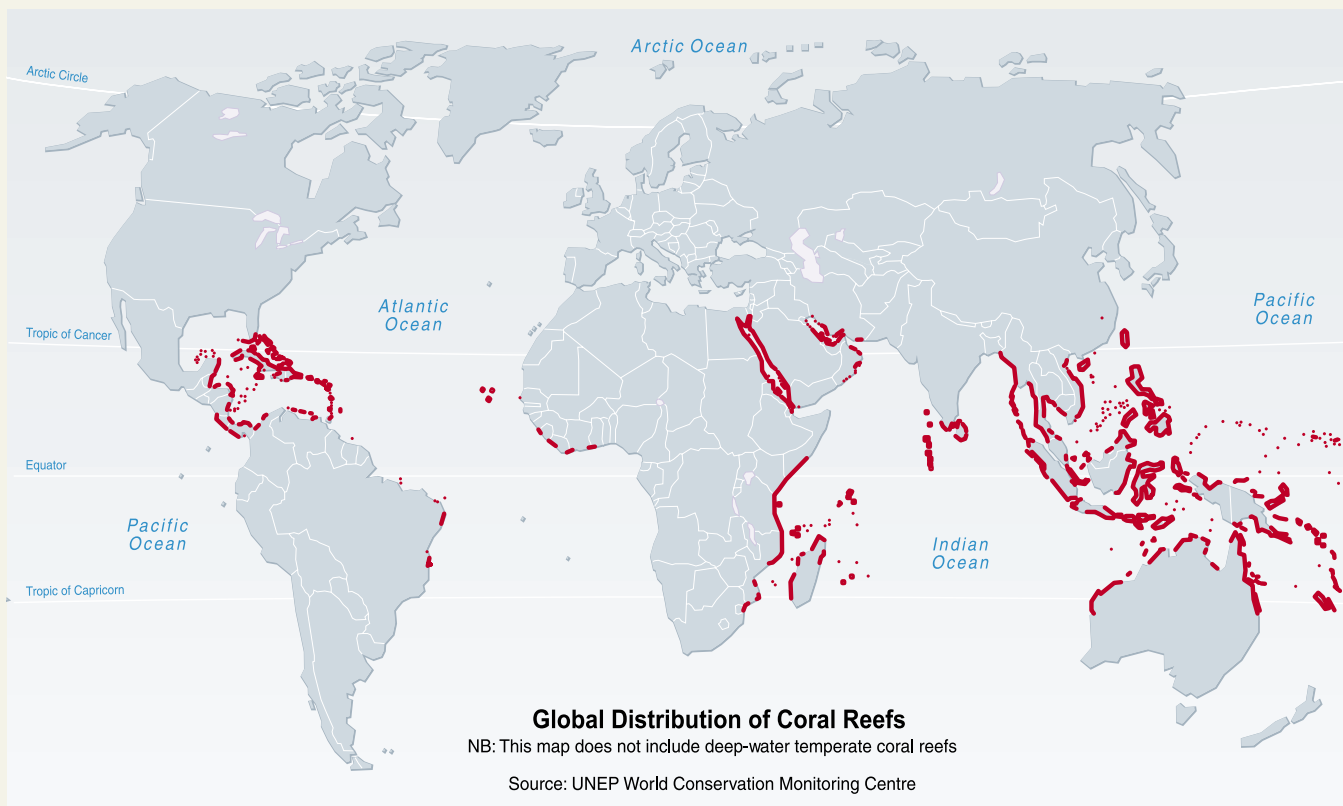 Arctic Ocean
Arctic Circle
Atlantic
Ocean
Pacific
Ocean
Tropic of Cancer
Equator
Pacific
Ocean
Indian
Ocean
Tropic of Capricorn
Global Distribution of Coral Reefs
NB: This map does not include deep-water temperate coral reefs
Source: UNEP World Conservation Monitoring Centre